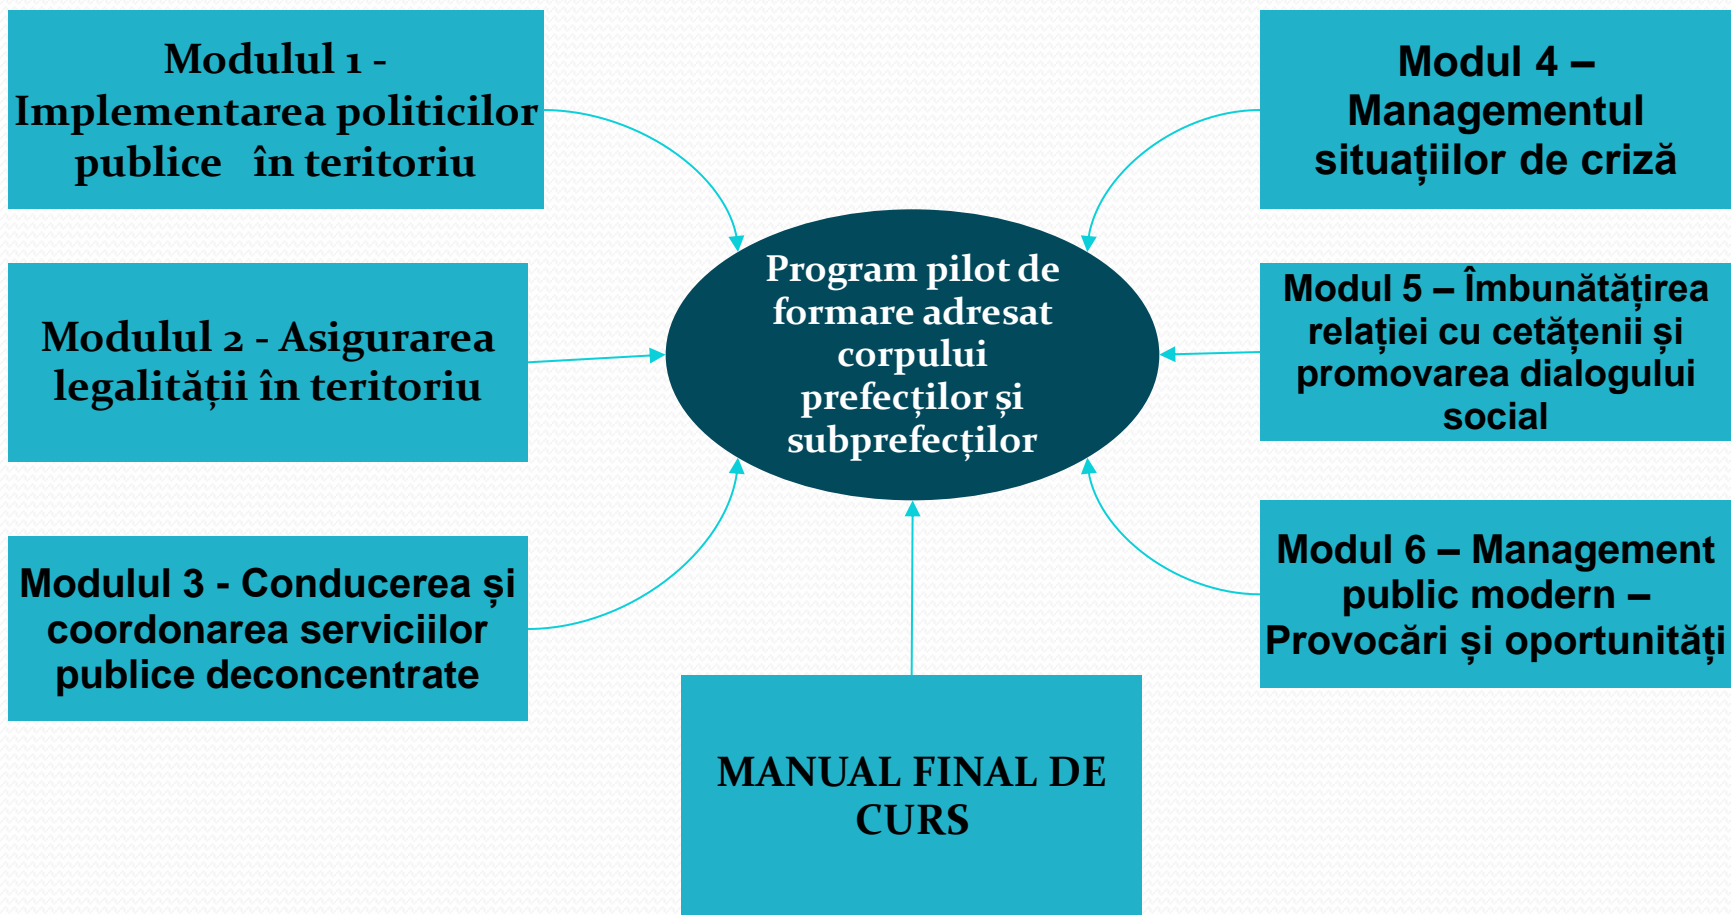 Modulul 1 -
Implementarea politicilor
publice în teritoriu
Modulul 2 - Asigurarea
legalității în teritoriu
Modulul 3 - Conducerea și
coordonarea serviciilor
publice deconcentrate
Program pilot de
formare adresat
corpului
prefecților și
subprefecților
MANUAL FINAL DE
CURS
Modul 4 –
Managementul
situațiilor de criză
Modul 5 – Îmbunătățirea
relației cu cetățenii și
promovarea dialogului
social
Modul 6 – Management
public modern –
Provocări și oportunități